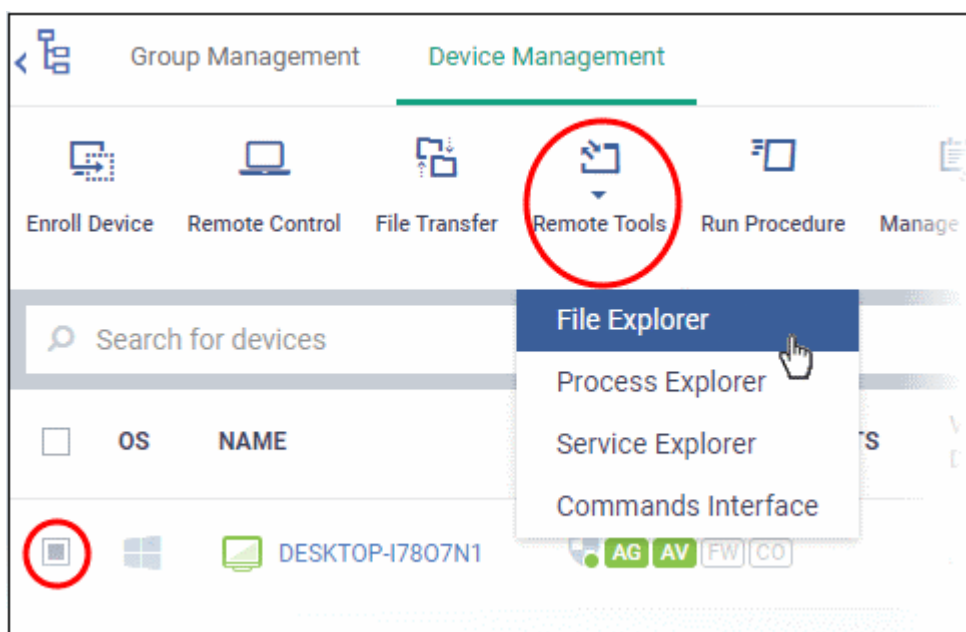 Group Management Device Management
Enroll Device Remote Control File Transfer Remote Tools Run Procedure Manage
Search for devices
File Explorer
Process Explorer
Service Explorer
Commands Interface
OS NAME TS
DESKTOP-I78O7N1 AG AV FW CO